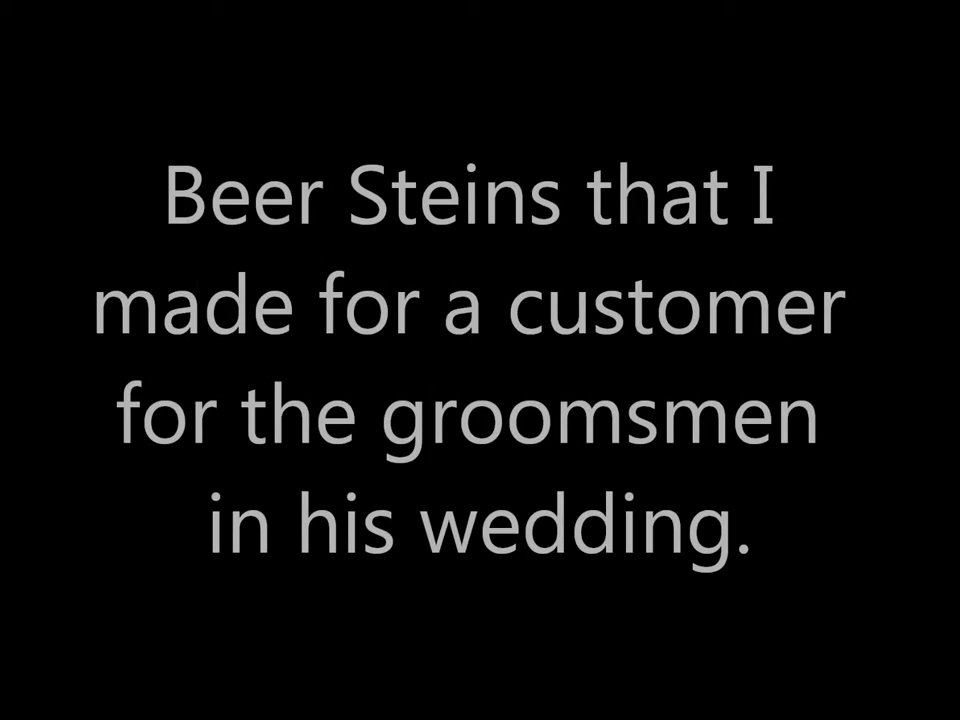 Beer Steins that I
made for a customer
for the groomsmen
in his wedding.